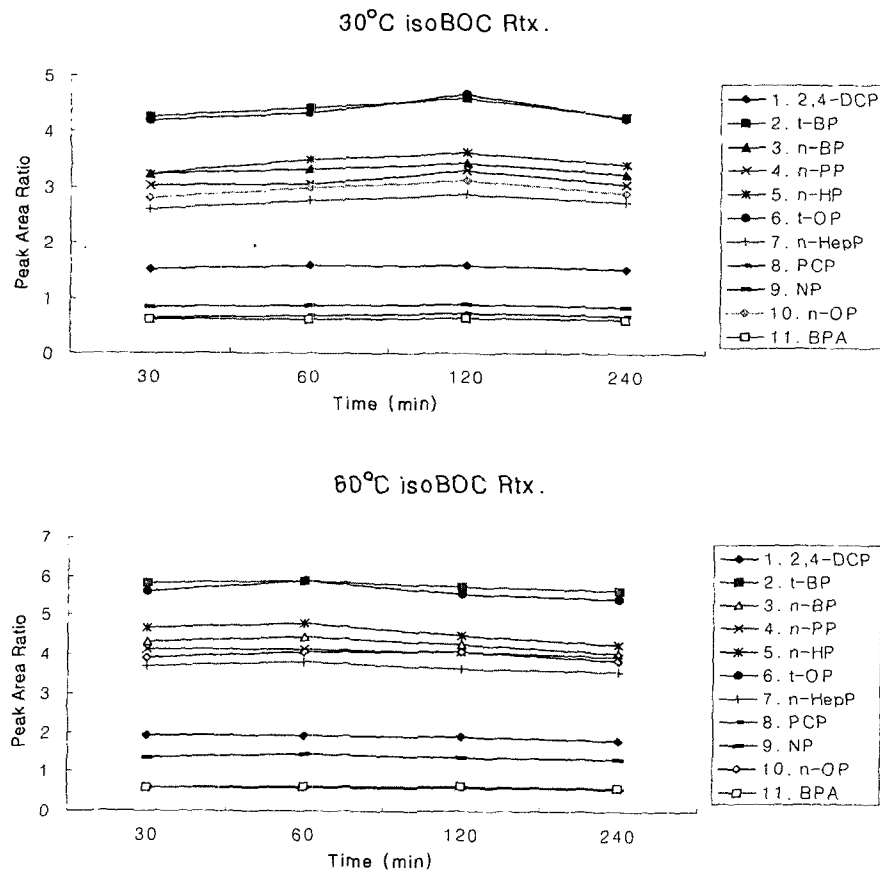 30°C isoBOC Rtx.
5
4
3
2
1
0
Peak Area Ratio
30
60
120
240
Time (min)
1. 2,4-DCP
2. t-BP
3. n-BP
4. n-PP
5. n-HP
6. t-OP
7. n-HepP
8. PCP
9. NP
10. n-OP
11. BPA
60°C isoBOC Rtx.
7
6
5
4
3
2
1
0
Peak Area Ratio
30
60
120
240
Time (min)
1. 2,4-DCP
2. t-BP
3. n-BP
4. n-PP
5. n-HP
6. t-OP
7. n-HepP
8. PCP
9. NP
10. n-OP
11. BPA